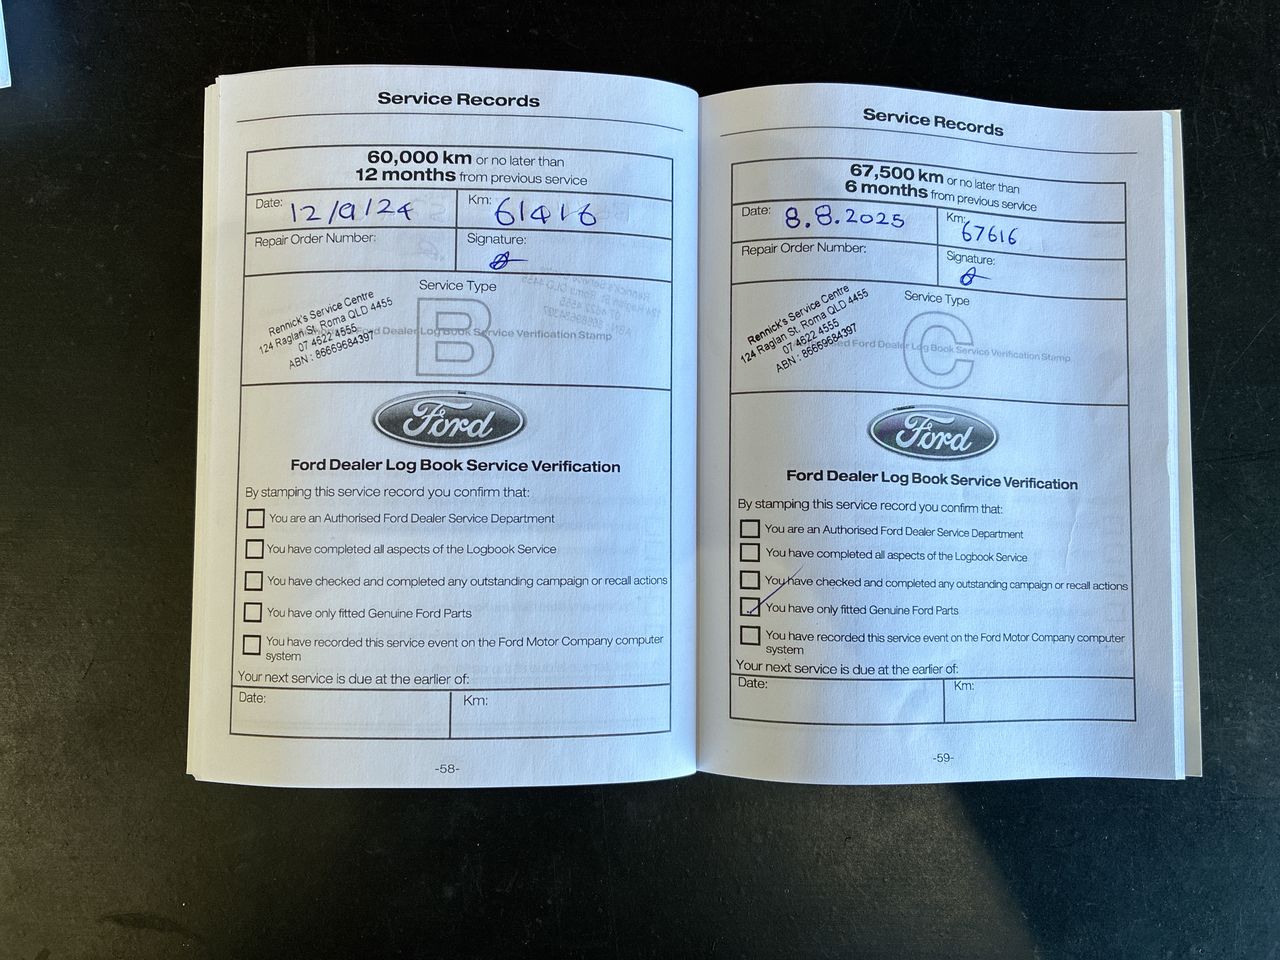 Service Records
60,000 km or no later than
12 months from previous service
Date: 12/9/24
Km: 61416
Repair Order Number:
Signature:
Service Type
Rennick's Service Centre
124 Raglan St, Roma QLD 4455
07 4622 4555
ABN : 86669684397
Ford Dealer Log Book Service Verification Stamp
B
Ford
Ford Dealer Log Book Service Verification
By stamping this service record you confirm that:
You are an Authorised Ford Dealer Service Department
You have completed all aspects of the Logbook Service
You have checked and completed any outstanding campaign or recall actions
You have only fitted Genuine Ford Parts
You have recorded this service event on the Ford Motor Company computer
system
Your next service is due at the earlier of:
Date:
Km:
-58-
Service Records
67,500 km or no later than
6 months from previous service
Date: 8.8.2025
Km: 67616
Repair Order Number:
Signature:
Service Type
Rennick's Service Centre
124 Raglan St, Roma QLD 4455
07 4622 4555
ABN : 86669684397
Ford Dealer Log Book Service Verification Stamp
C
Ford
Ford Dealer Log Book Service Verification
By stamping this service record you confirm that:
You are an Authorised Ford Dealer Service Department
You have completed all aspects of the Logbook Service
You have checked and completed any outstanding campaign or recall actions
You have only fitted Genuine Ford Parts
You have recorded this service event on the Ford Motor Company computer
system
Your next service is due at the earlier of:
Date:
Km:
-59-